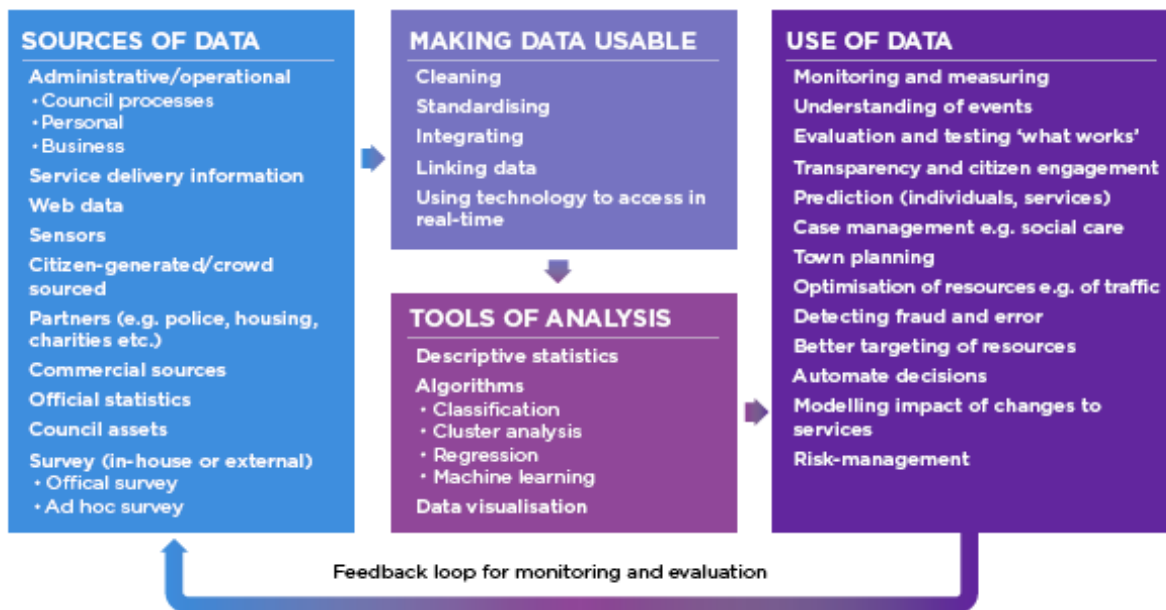 SOURCES OF DATA
Administrative/operational
• Council processes
• Personal
• Business
Service delivery information
Web data
Sensors
Citizen-generated/crowd
sourced
Partners (e.g. police, housing,
charities etc.)
Commercial sources
Official statistics
Council assets
Survey (in-house or external)
• Offical survey
• Ad hoc survey
MAKING DATA USABLE
Cleaning
Standardising
Integrating
Linking data
Using technology to access in
real-time
TOOLS OF ANALYSIS
Descriptive statistics
Algorithms
• Classification
• Cluster analysis
• Regression
• Machine learning
Data visualisation
USE OF DATA
Monitoring and measuring
Understanding of events
Evaluation and testing ‘what works’
Transparency and citizen engagement
Prediction (individuals, services)
Case management e.g. social care
Town planning
Optimisation of resources e.g. of traffic
Detecting fraud and error
Better targeting of resources
Automate decisions
Modelling impact of changes to
services
Risk-management
Feedback loop for monitoring and evaluation